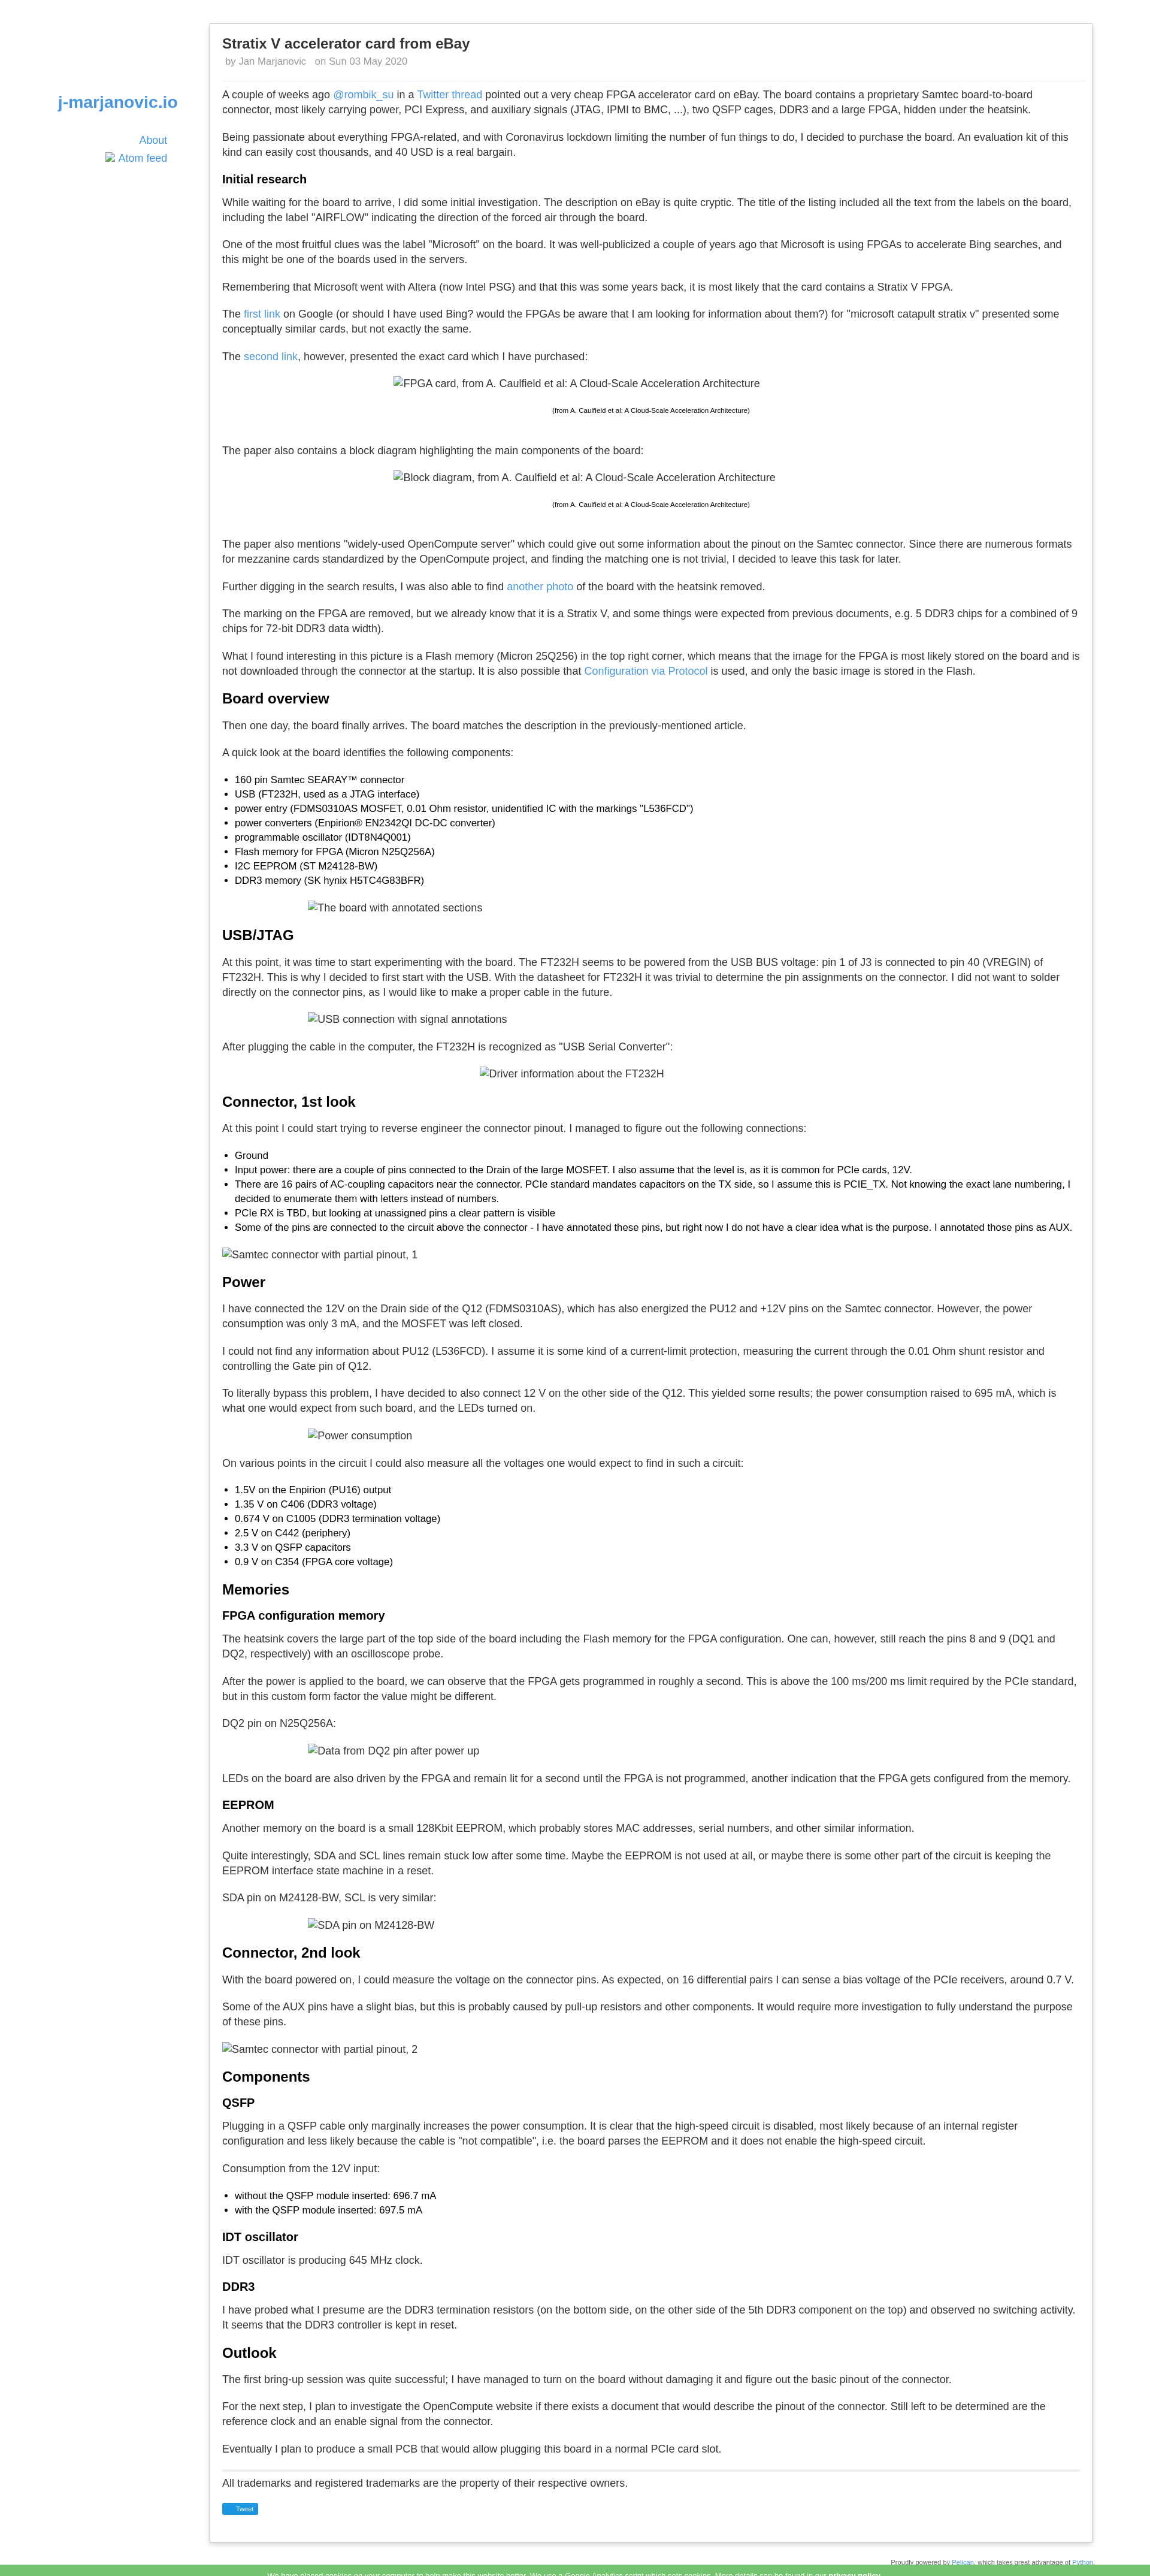 j-marjanovic.io
About
Atom feed
Stratix V accelerator card from eBay
by Jan Marjanovic on Sun 03 May 2020
A couple of weeks ago @rombik_su in a Twitter thread pointed out a very cheap FPGA accelerator card on eBay. The board contains a proprietary Samtec board-to-board
connector, most likely carrying power, PCI Express, and auxiliary signals (JTAG, IPMI to BMC, ...), two QSFP cages, DDR3 and a large FPGA, hidden under the heatsink.
Being passionate about everything FPGA-related, and with Coronavirus lockdown limiting the number of fun things to do, I decided to purchase the board. An evaluation kit of this
kind can easily cost thousands, and 40 USD is a real bargain.
Initial research
While waiting for the board to arrive, I did some initial investigation. The description on eBay is quite cryptic. The title of the listing included all the text from the labels on the board,
including the label "AIRFLOW" indicating the direction of the forced air through the board.
One of the most fruitful clues was the label "Microsoft" on the board. It was well-publicized a couple of years ago that Microsoft is using FPGAs to accelerate Bing searches, and
this might be one of the boards used in the servers.
Remembering that Microsoft went with Altera (now Intel PSG) and that this was some years back, it is most likely that the card contains a Stratix V FPGA.
The first link on Google (or should I have used Bing? would the FPGAs be aware that I am looking for information about them?) for "microsoft catapult stratix v" presented some
conceptually similar cards, but not exactly the same.
The second link, however, presented the exact card which I have purchased:
FPGA card, from A. Caulfield et al: A Cloud-Scale Acceleration Architecture
(from A. Caulfield et al: A Cloud-Scale Acceleration Architecture)
The paper also contains a block diagram highlighting the main components of the board:
Block diagram, from A. Caulfield et al: A Cloud-Scale Acceleration Architecture
(from A. Caulfield et al: A Cloud-Scale Acceleration Architecture)
The paper also mentions "widely-used OpenCompute server" which could give out some information about the pinout on the Samtec connector. Since there are numerous formats
for mezzanine cards standardized by the OpenCompute project, and finding the matching one is not trivial, I decided to leave this task for later.
Further digging in the search results, I was also able to find another photo of the board with the heatsink removed.
The marking on the FPGA are removed, but we already know that it is a Stratix V, and some things were expected from previous documents, e.g. 5 DDR3 chips for a combined of 9
chips for 72-bit DDR3 data width).
What I found interesting in this picture is a Flash memory (Micron 25Q256) in the top right corner, which means that the image for the FPGA is most likely stored on the board and is
not downloaded through the connector at the startup. It is also possible that Configuration via Protocol is used, and only the basic image is stored in the Flash.
Board overview
Then one day, the board finally arrives. The board matches the description in the previously-mentioned article.
A quick look at the board identifies the following components:
• 160 pin Samtec SEARAY™ connector
• USB (FT232H, used as a JTAG interface)
• power entry (FDMS0310AS MOSFET, 0.01 Ohm resistor, unidentified IC with the markings "L536FCD")
• power converters (Enpirion® EN2342QI DC-DC converter)
• programmable oscillator (IDT8N4Q001)
• Flash memory for FPGA (Micron N25Q256A)
• I2C EEPROM (ST M24128-BW)
• DDR3 memory (SK hynix H5TC4G83BFR)
The board with annotated sections
USB/JTAG
At this point, it was time to start experimenting with the board. The FT232H seems to be powered from the USB BUS voltage: pin 1 of J3 is connected to pin 40 (VREGIN) of
FT232H. This is why I decided to first start with the USB. With the datasheet for FT232H it was trivial to determine the pin assignments on the connector. I did not want to solder
directly on the connector pins, as I would like to make a proper cable in the future.
USB connection with signal annotations
After plugging the cable in the computer, the FT232H is recognized as "USB Serial Converter":
Driver information about the FT232H
Connector, 1st look
At this point I could start trying to reverse engineer the connector pinout. I managed to figure out the following connections:
• Ground
• Input power: there are a couple of pins connected to the Drain of the large MOSFET. I also assume that the level is, as it is common for PCIe cards, 12V.
• There are 16 pairs of AC-coupling capacitors near the connector. PCIe standard mandates capacitors on the TX side, so I assume this is PCIE_TX. Not knowing the exact lane numbering, I
decided to enumerate them with letters instead of numbers.
• PCIe RX is TBD, but looking at unassigned pins a clear pattern is visible
• Some of the pins are connected to the circuit above the connector - I have annotated these pins, but right now I do not have a clear idea what is the purpose. I annotated those pins as AUX.
Samtec connector with partial pinout, 1
Power
I have connected the 12V on the Drain side of the Q12 (FDMS0310AS), which has also energized the PU12 and +12V pins on the Samtec connector. However, the power
consumption was only 3 mA, and the MOSFET was left closed.
I could not find any information about PU12 (L536FCD). I assume it is some kind of a current-limit protection, measuring the current through the 0.01 Ohm shunt resistor and
controlling the Gate pin of Q12.
To literally bypass this problem, I have decided to also connect 12 V on the other side of the Q12. This yielded some results; the power consumption raised to 695 mA, which is
what one would expect from such board, and the LEDs turned on.
Power consumption
On various points in the circuit I could also measure all the voltages one would expect to find in such a circuit:
• 1.5V on the Enpirion (PU16) output
• 1.35 V on C406 (DDR3 voltage)
• 0.674 V on C1005 (DDR3 termination voltage)
• 2.5 V on C442 (periphery)
• 3.3 V on QSFP capacitors
• 0.9 V on C354 (FPGA core voltage)
Memories
FPGA configuration memory
The heatsink covers the large part of the top side of the board including the Flash memory for the FPGA configuration. One can, however, still reach the pins 8 and 9 (DQ1 and
DQ2, respectively) with an oscilloscope probe.
After the power is applied to the board, we can observe that the FPGA gets programmed in roughly a second. This is above the 100 ms/200 ms limit required by the PCIe standard,
but in this custom form factor the value might be different.
DQ2 pin on N25Q256A:
Data from DQ2 pin after power up
LEDs on the board are also driven by the FPGA and remain lit for a second until the FPGA is not programmed, another indication that the FPGA gets configured from the memory.
EEPROM
Another memory on the board is a small 128Kbit EEPROM, which probably stores MAC addresses, serial numbers, and other similar information.
Quite interestingly, SDA and SCL lines remain stuck low after some time. Maybe the EEPROM is not used at all, or maybe there is some other part of the circuit is keeping the
EEPROM interface state machine in a reset.
SDA pin on M24128-BW, SCL is very similar:
SDA pin on M24128-BW
Connector, 2nd look
With the board powered on, I could measure the voltage on the connector pins. As expected, on 16 differential pairs I can sense a bias voltage of the PCIe receivers, around 0.7 V.
Some of the AUX pins have a slight bias, but this is probably caused by pull-up resistors and other components. It would require more investigation to fully understand the purpose
of these pins.
Samtec connector with partial pinout, 2
Components
QSFP
Plugging in a QSFP cable only marginally increases the power consumption. It is clear that the high-speed circuit is disabled, most likely because of an internal register
configuration and less likely because the cable is "not compatible", i.e. the board parses the EEPROM and it does not enable the high-speed circuit.
Consumption from the 12V input:
• without the QSFP module inserted: 696.7 mA
• with the QSFP module inserted: 697.5 mA
IDT oscillator
IDT oscillator is producing 645 MHz clock.
DDR3
I have probed what I presume are the DDR3 termination resistors (on the bottom side, on the other side of the 5th DDR3 component on the top) and observed no switching activity.
It seems that the DDR3 controller is kept in reset.
Outlook
The first bring-up session was quite successful; I have managed to turn on the board without damaging it and figure out the basic pinout of the connector.
For the next step, I plan to investigate the OpenCompute website if there exists a document that would describe the pinout of the connector. Still left to be determined are the
reference clock and an enable signal from the connector.
Eventually I plan to produce a small PCB that would allow plugging this board in a normal PCIe card slot.
All trademarks and registered trademarks are the property of their respective owners.
Tweet
Proudly powered by Pelican, which takes great advantage of Python.
We have placed cookies on your computer to help make this website better. We use a Google Analytics script which sets cookies. More details can be found in our privacy policy